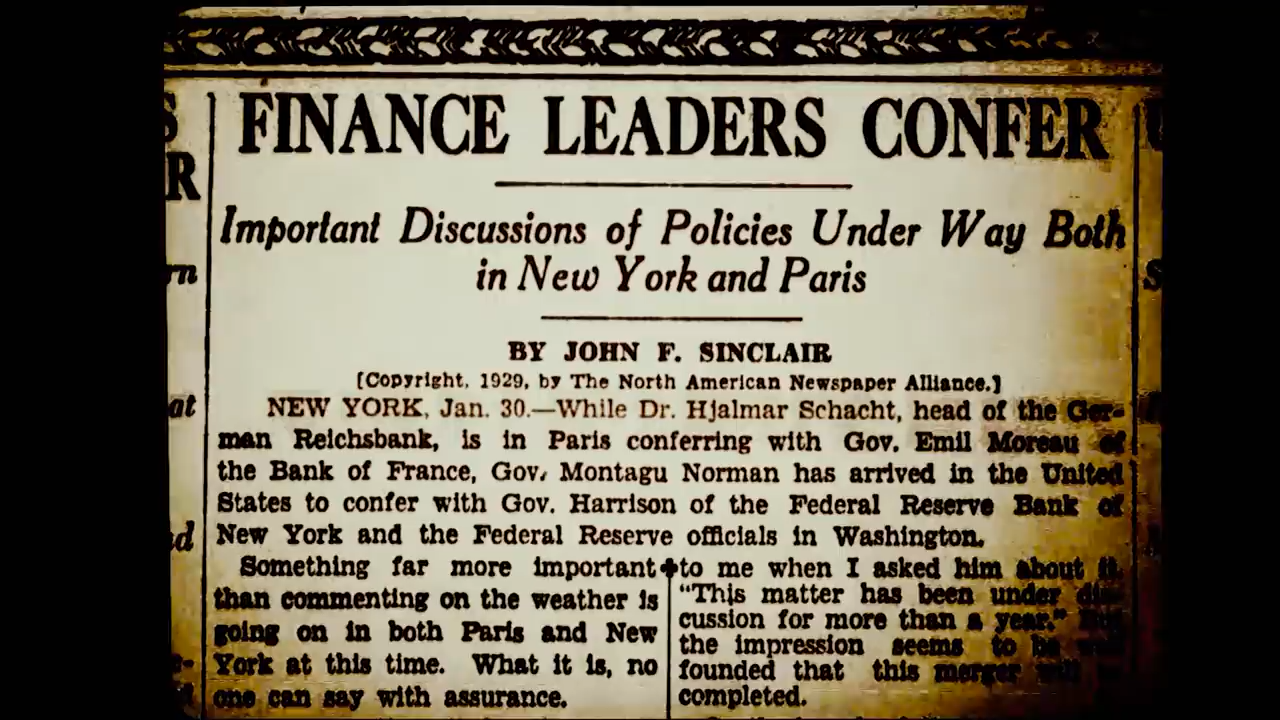 FINANCE LEADERS CONFER
Important Discussions of Policies Under Way Both
in New York and Paris
BY JOHN F. SINCLAIR
[Copyright, 1929, by The North American Newspaper Alliance.]
NEW YORK, Jan. 30.—While Dr. Hjalmar Schacht, head of the Ger-
man Reichsbank, is in Paris conferring with Gov. Emil Moreau of
the Bank of France, Gov. Montagu Norman has arrived in the United
States to confer with Gov. Harrison of the Federal Reserve Bank of
New York and the Federal Reserve officials in Washington.
Something far more important
than commenting on the weather is
going on in both Paris and New
York at this time. What it is, no
one can say with assurance.
to me when I asked him about it.
"This matter has been under dis-
cussion for more than a year." But
the impression seems to be well
founded that this merger will
completed.